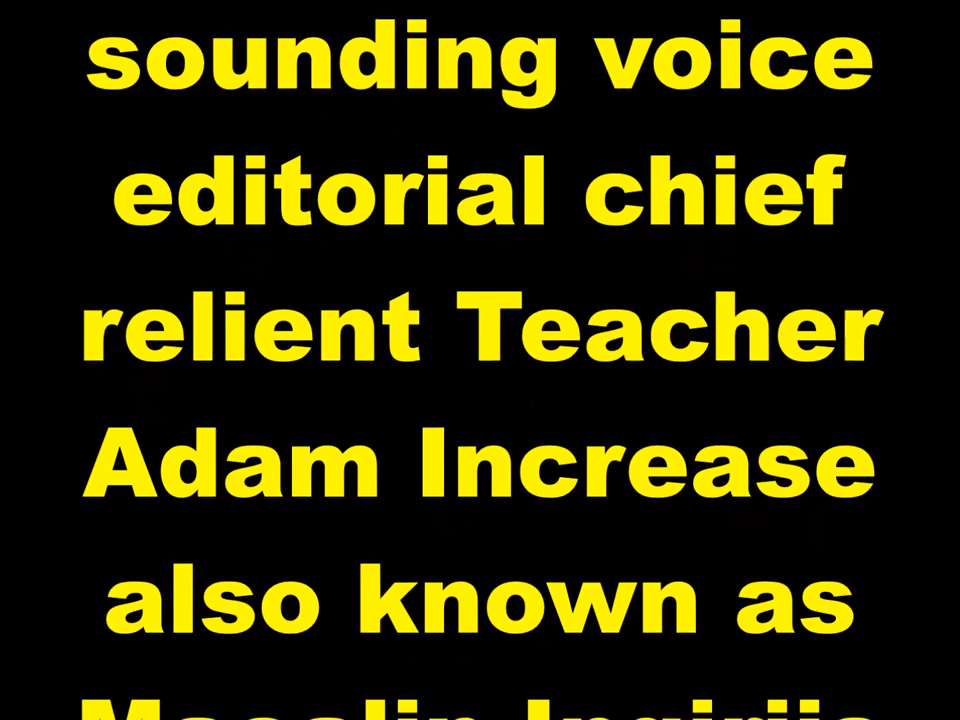 sounding voice
editorial chief
relient Teacher
Adam Increase
also known as